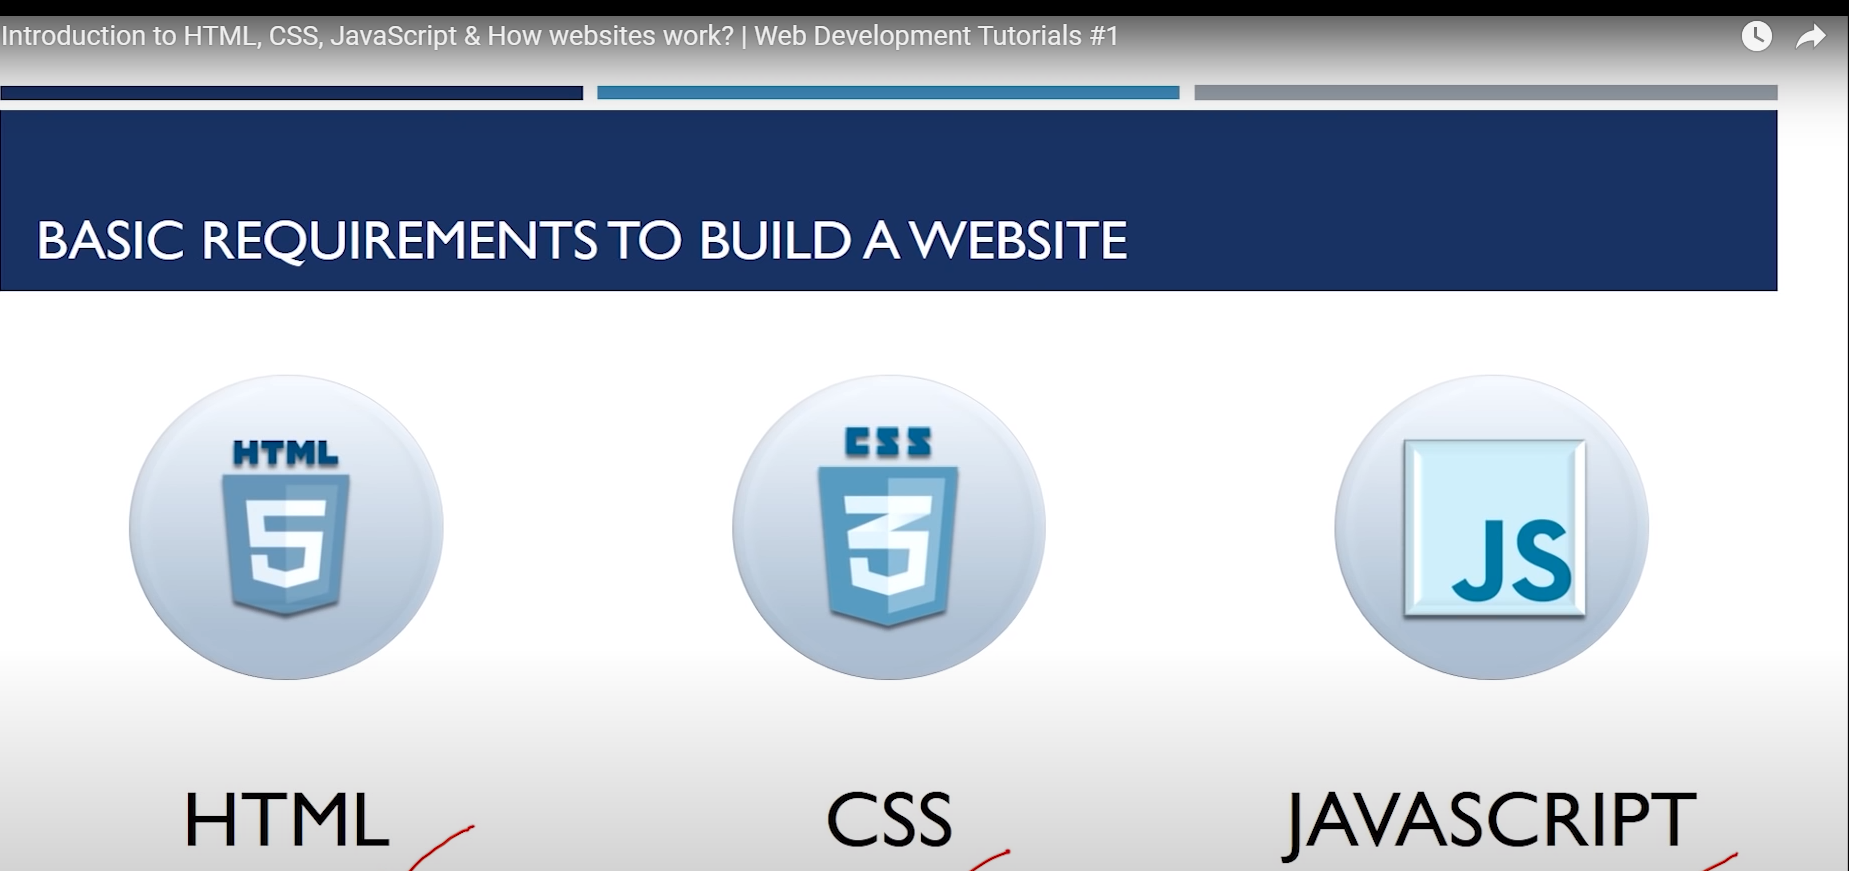 Introduction to HTML, CSS, JavaScript & How websites work? | Web Development Tutorials #1
BASIC REQUIREMENTS TO BUILD A WEBSITE
HTML
5
CSS
3
JS
HTML
CSS
JAVASCRIPT